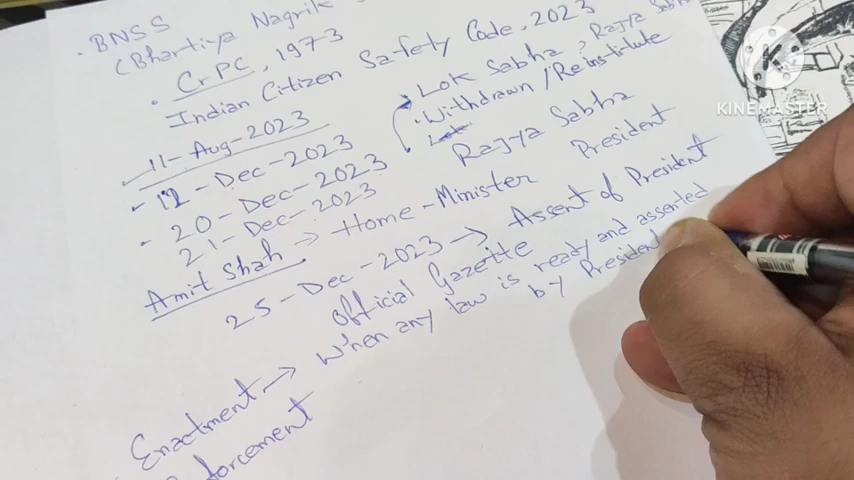 BNSS
(Bhartiya Nagrik
CrPC, 1973
Indian Citizen Safety Code, 2023
11-Aug-2023
12-Dec-2023
20-Dec-2023
21-Dec-2023
Lok Sabha, Rajya Sabha
Withdrawn/Reinstitute
Rajya Sabha
Amit Shah → Home-Minister President
25-Dec-2023 → Assent of President
Official Gazette
Enactment → When any law is ready and asserted
by President
KINEMASTER